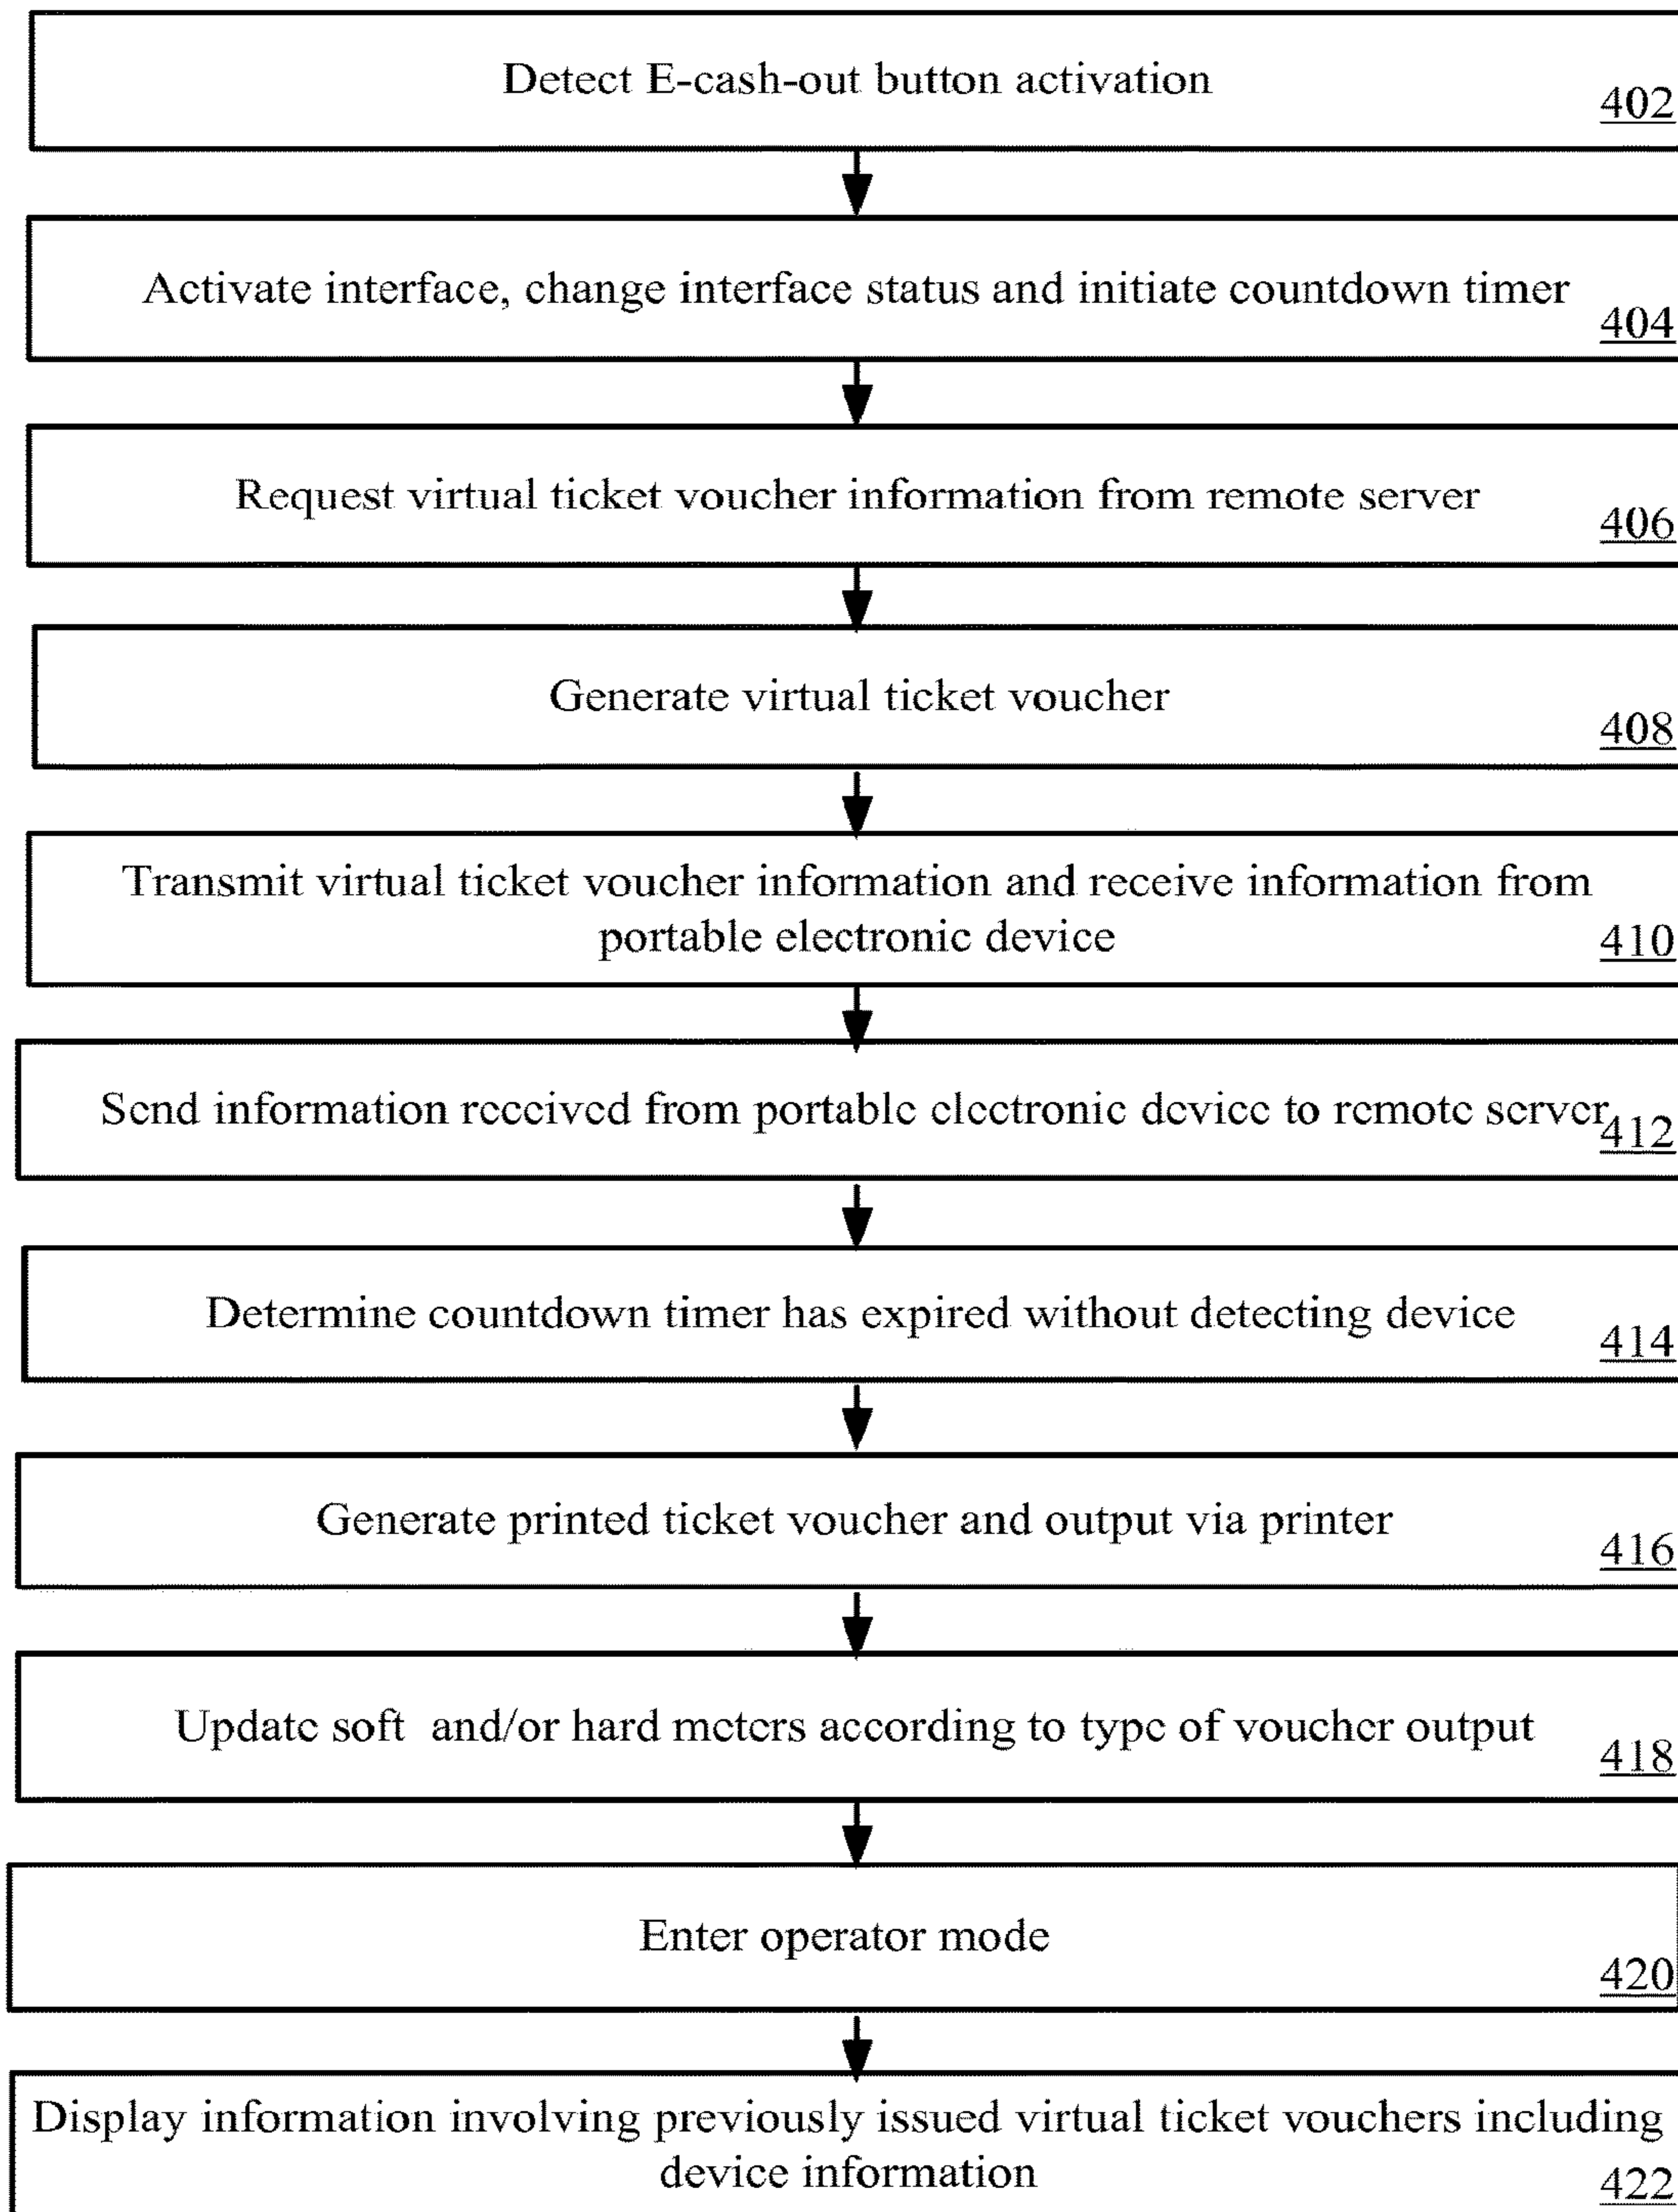 Detect E-cash-out button activation
402
Activate interface, change interface status and initiate countdown timer
404
Request virtual ticket voucher information from remote server
406
Generate virtual ticket voucher
408
Transmit virtual ticket voucher information and receive information from
portable electronic device
410
Send information received from portable electronic device to remote server
412
Determine countdown timer has expired without detecting device
414
Generate printed ticket voucher and output via printer
416
Update soft and/or hard meters according to type of voucher output
418
Enter operator mode
420
Display information involving previously issued virtual ticket vouchers including
device information
422